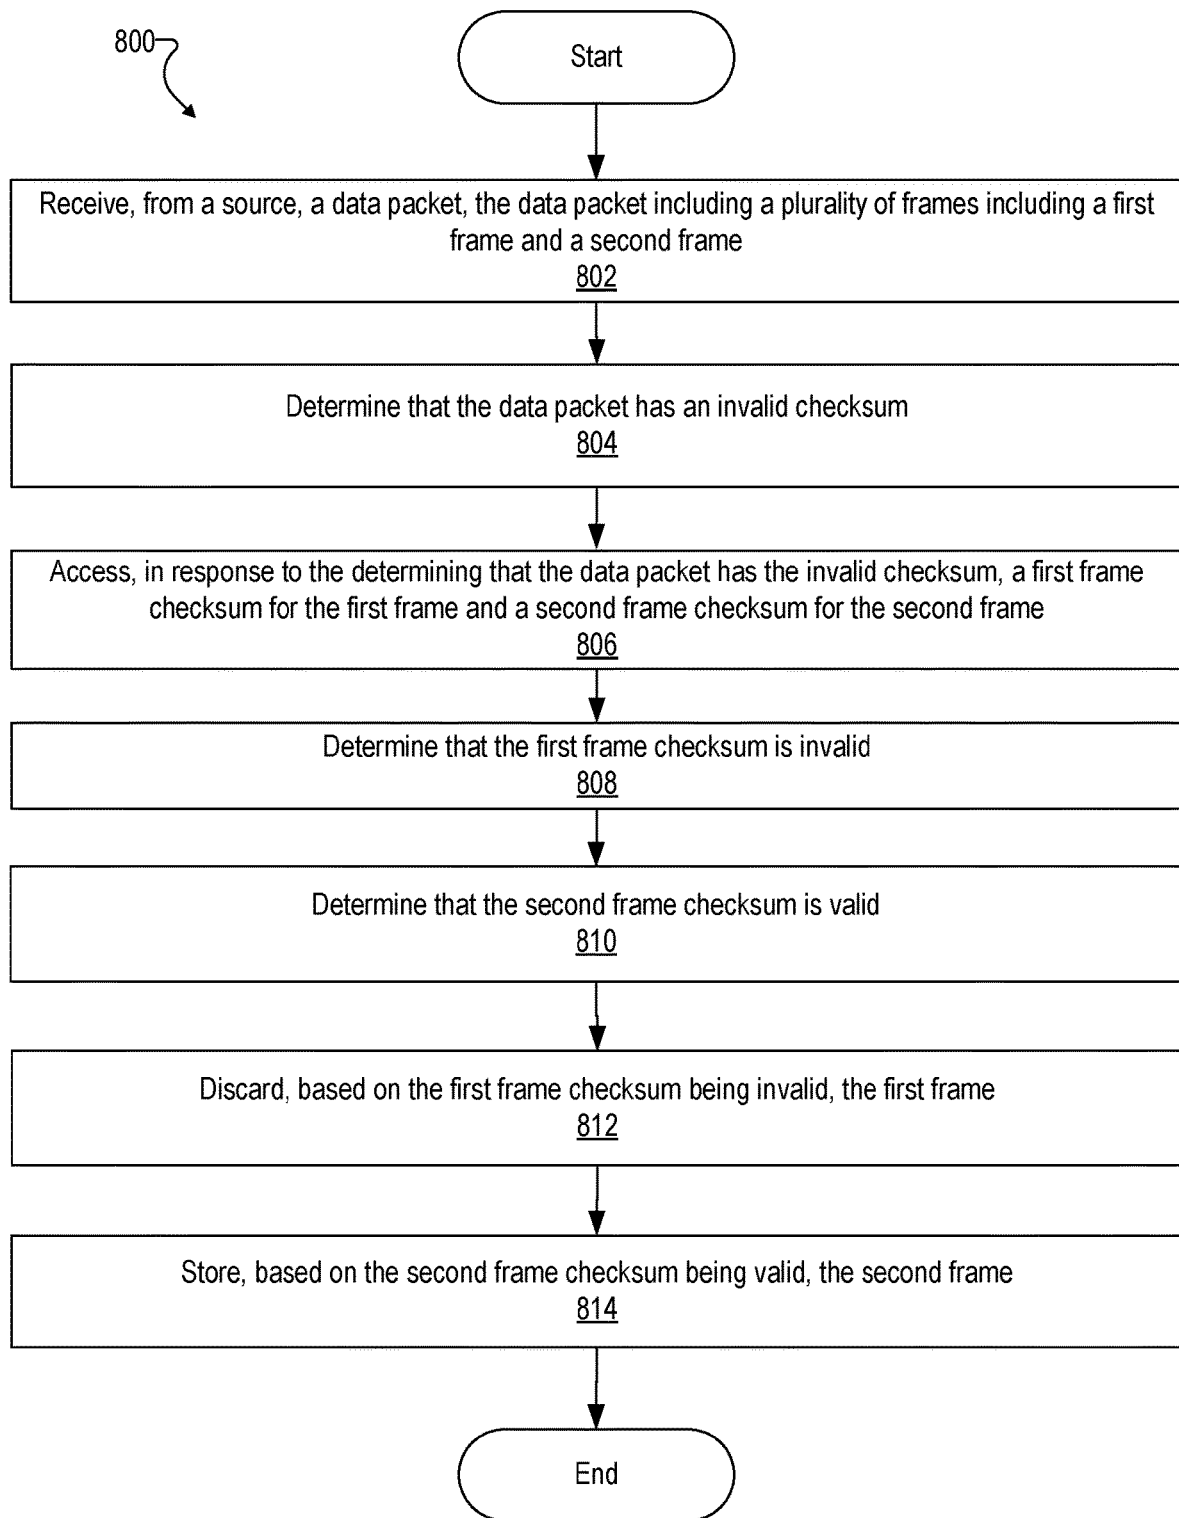 800
Start
Receive, from a source, a data packet, the data packet including a plurality of frames including a first
frame and a second frame
802
Determine that the data packet has an invalid checksum
804
Access, in response to the determining that the data packet has the invalid checksum, a first frame
checksum for the first frame and a second frame checksum for the second frame
806
Determine that the first frame checksum is invalid
808
Determine that the second frame checksum is valid
810
Discard, based on the first frame checksum being invalid, the first frame
812
Store, based on the second frame checksum being valid, the second frame
814
End